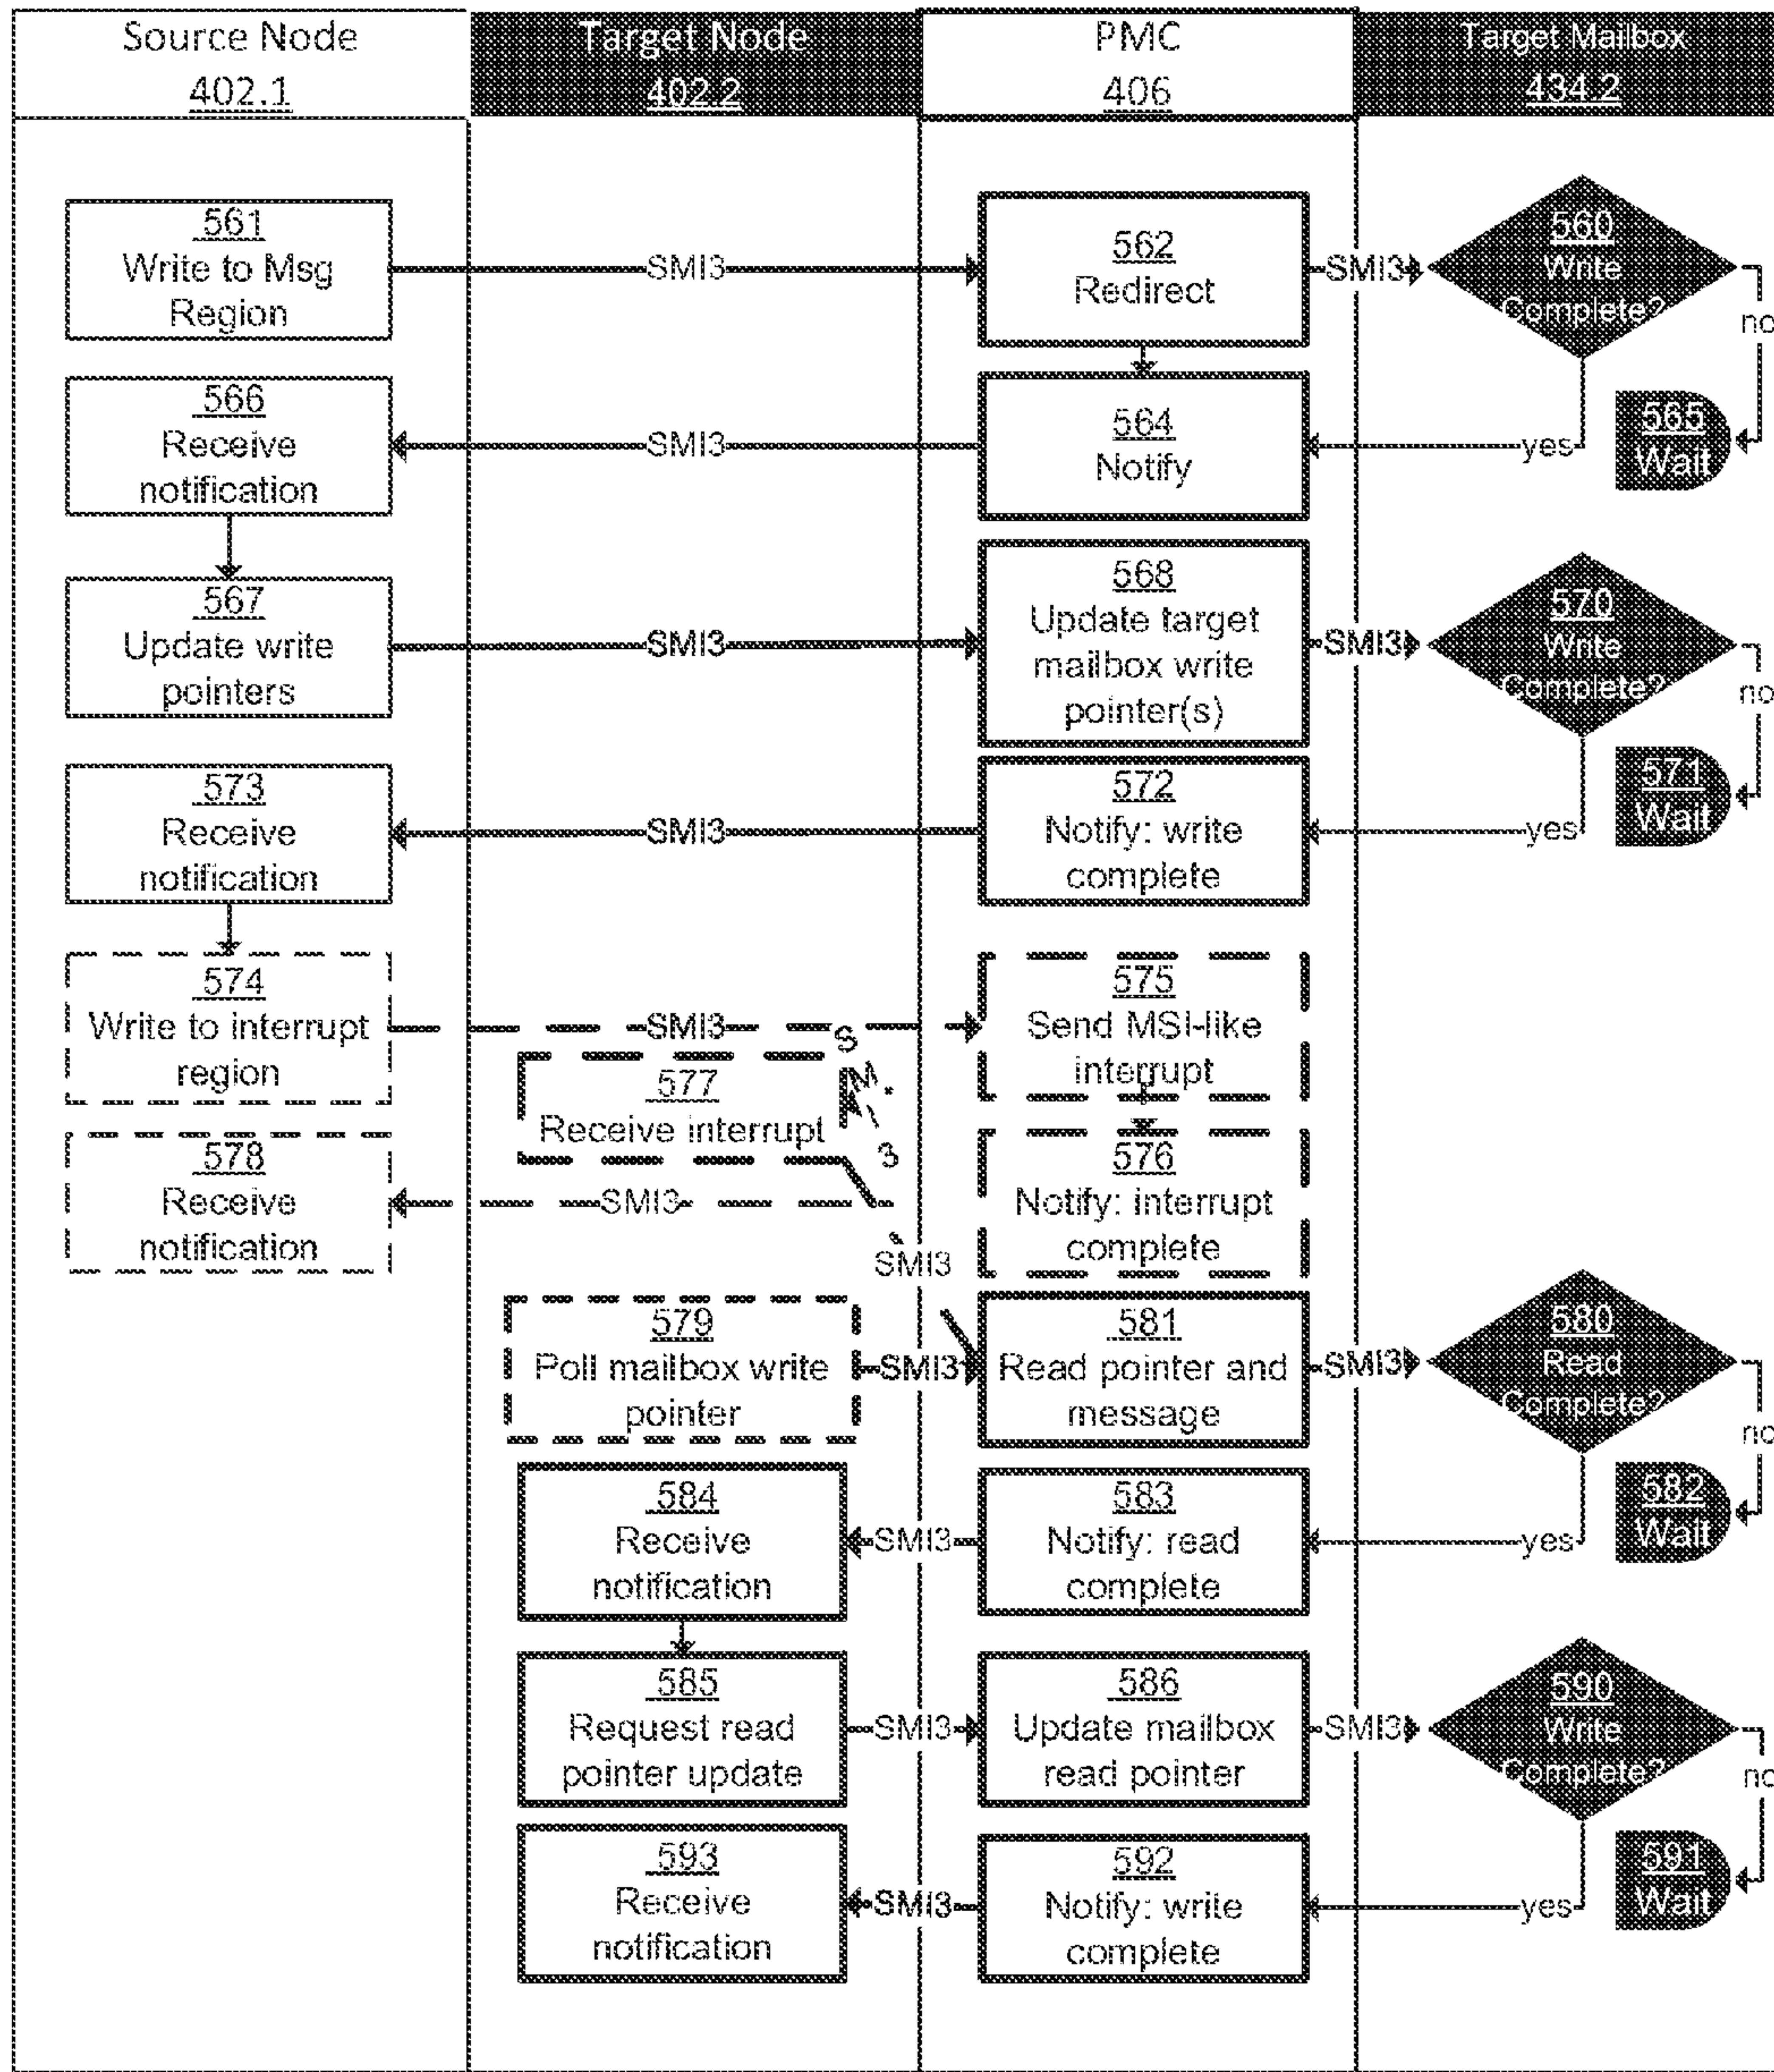 Source Node
402.1
Target Node
402.2
PMC
406
Target Mailbox
434.2
561
Write to Msg
Region
SMI3
562
Redirect
SMI3
560
Write
Complete?
no
566
Receive
notification
SMI3
564
Notify
yes
565
Wait
567
Update write
pointers
SMI3
568
Update target
mailbox write
pointer(s)
SMI3
570
Write
Complete?
no
573
Receive
notification
SMI3
572
Notify: write
complete
yes
571
Wait
574
Write to interrupt
region
SMI3
575
Send MSI-like
interrupt
577
Receive interrupt
SMI3
578
Receive
notification
SMI3
576
Notify: interrupt
complete
SMI3
579
Poll mailbox write
pointer
SMI3
581
Read pointer and
message
SMI3
580
Read
Complete?
no
584
Receive
notification
SMI3
583
Notify: read
complete
yes
582
Wait
585
Request read
pointer update
SMI3
586
Update mailbox
read pointer
SMI3
590
Write
Complete?
no
593
Receive
notification
SMI3
592
Notify: write
complete
yes
591
Wait